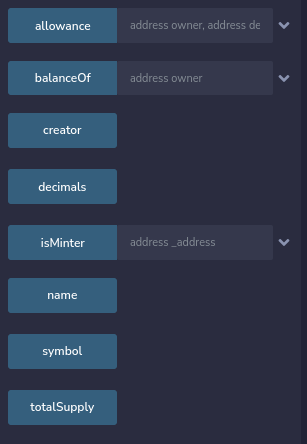 allowance address owner, address de
balanceOf address owner
creator
decimals
isMinter address _address
name
symbol
totalSupply